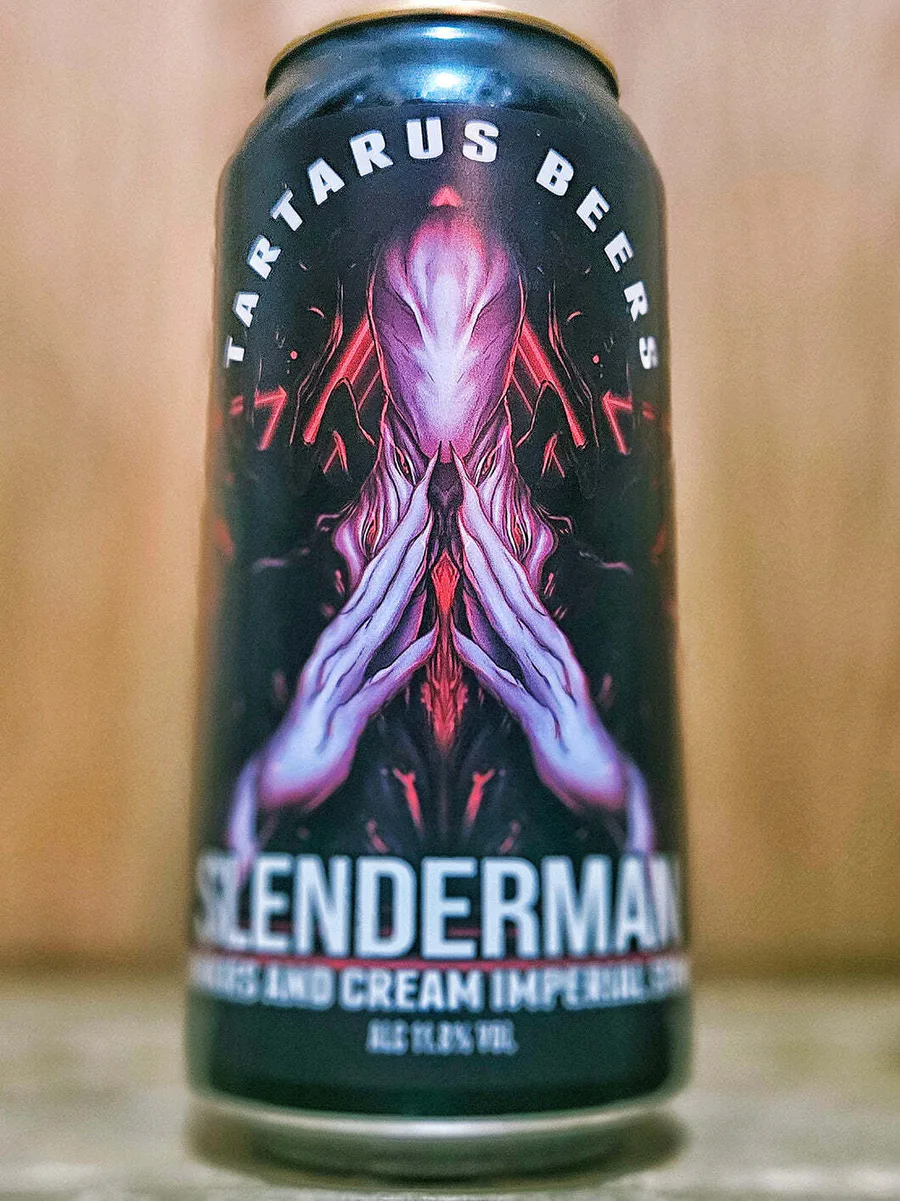 TARTARUS BEERS
SLENDERMAN
AND CREAM IMPERIAL
ALC 11.8% VOL